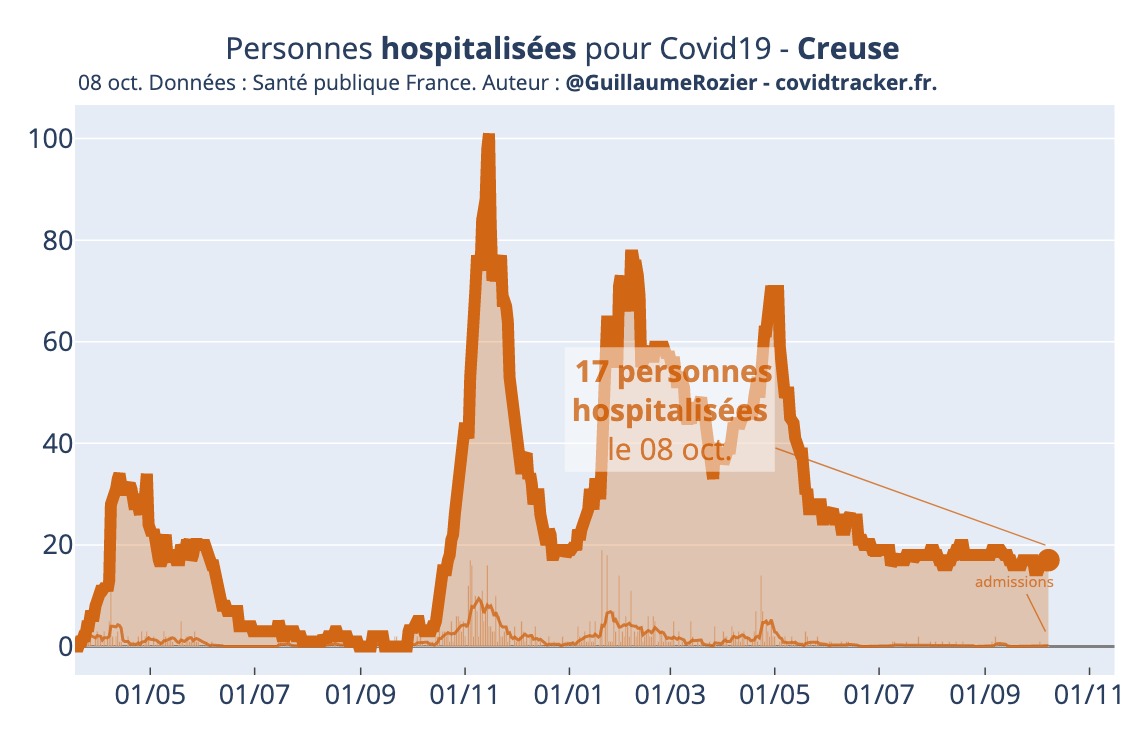 Personnes hospitalisées pour Covid19 - Creuse
08 oct. Données : Santé publique France. Auteur : @GuillaumeRozier - covidtracker.fr.
100
80
60
40
20
0
17 personnes
hospitalisées
le 08 oct.
admissions
01/05 01/07 01/09 01/11 01/01 01/03 01/05 01/07 01/09 01/11